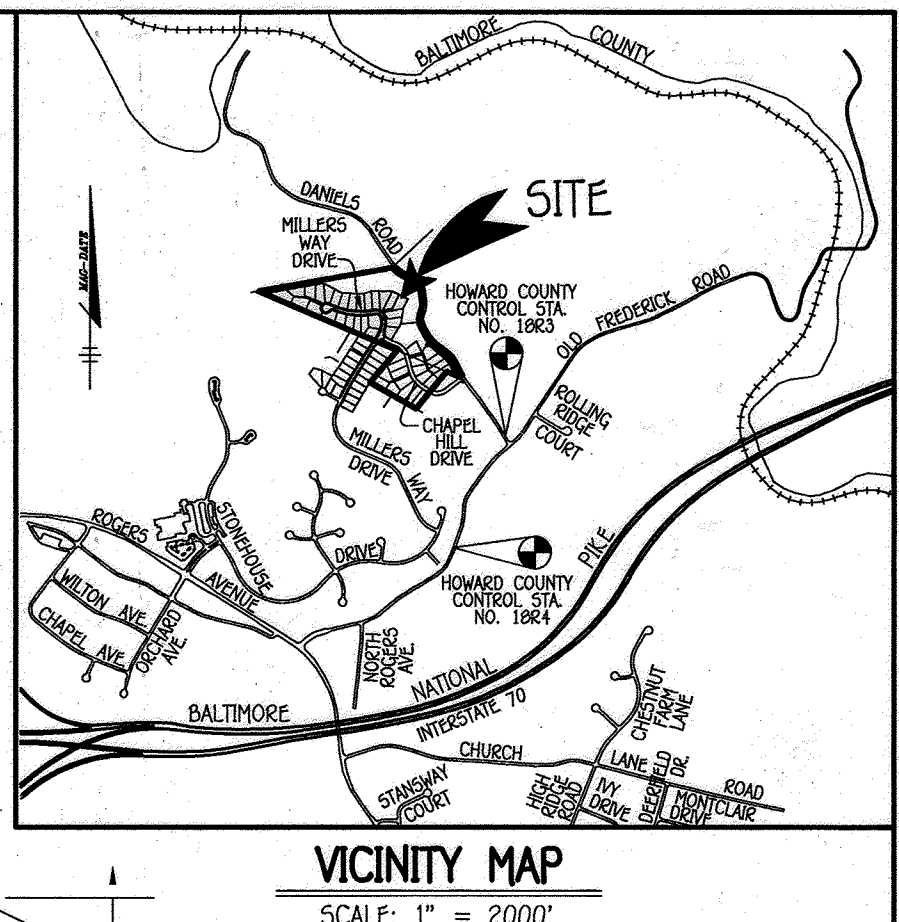 BALTIMORE COUNTY
DANIELS ROAD
SITE
MILLERS
WAY
DRIVE
HOWARD COUNTY
CONTROL STA.
NO. 18R3
OLD FREDERICK ROAD
ROLLING
RIDGE
COURT
CHAPEL
HILL
DRIVE
MILLERS WAY
DRIVE
ROGERS AVENUE
STONEHOUSE DRIVE
PIKE
HOWARD COUNTY
CONTROL STA.
NO. 18R4
WILTON AVE.
CHAPEL AVE.
ORCHARD
AVE.
NORTH
ROGERS
AVE.
BALTIMORE NATIONAL
INTERSTATE 70
CHESTNUT
FARM
LANE
CHURCH LANE ROAD
STANSWAY
COURT
HIGH
RIDGE
ROAD
IVY
DRIVE
DEERFIELD
DR.
MONTCLAIR
DRIVE
VICINITY MAP
SCALE: 1" = 2000'